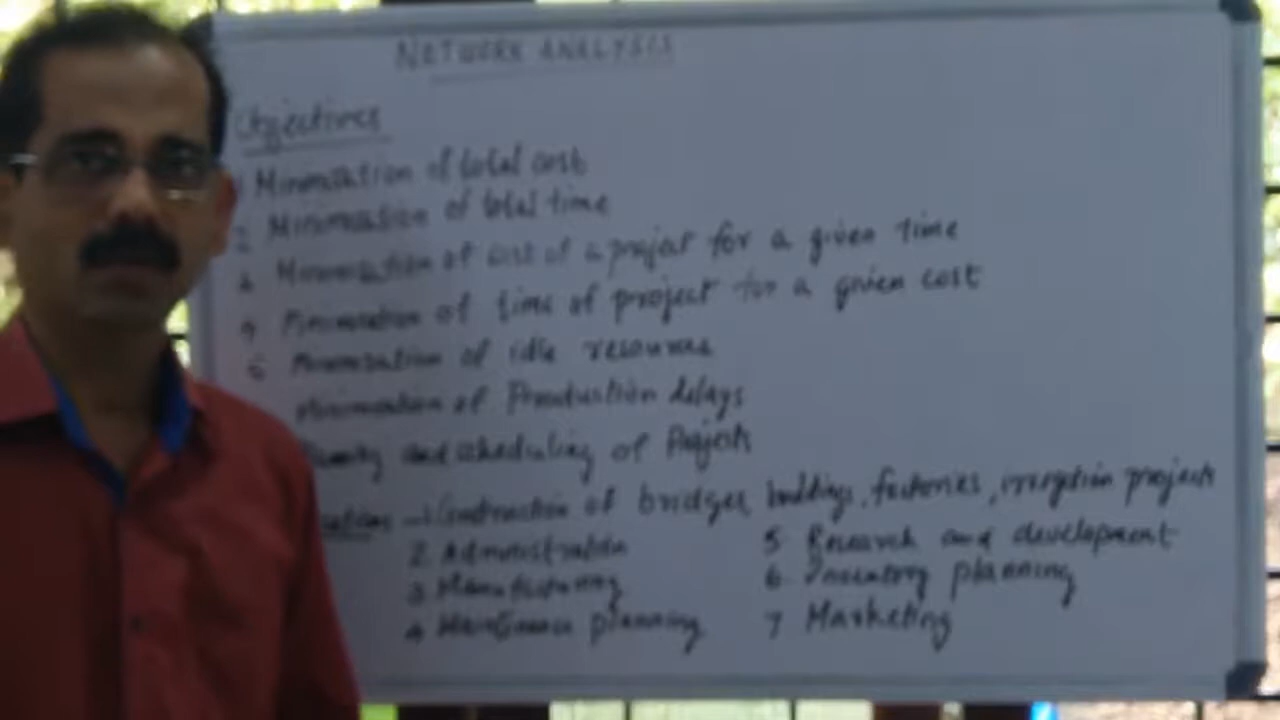 NETWORK ANALYSIS
Objectives
Minimisation of total cost
2 Minimisation of total time
3 Minimisation of cost of a project for a given time
4 Minimisation of time of project for a given cost
5 Minimisation of idle resources
Minimisation of Production delays
and scheduling of Projects
Construction of bridges, buildings, factories, irrigation projects
2 Administration
5 Research and development
3 Manufacturing
6 Inventory planning
4 Maintenance planning
7 Marketing